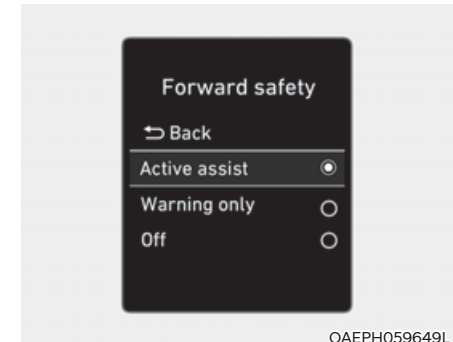 Forward safety
Back
Active assist
Warning only
Off
OAEPH059649L